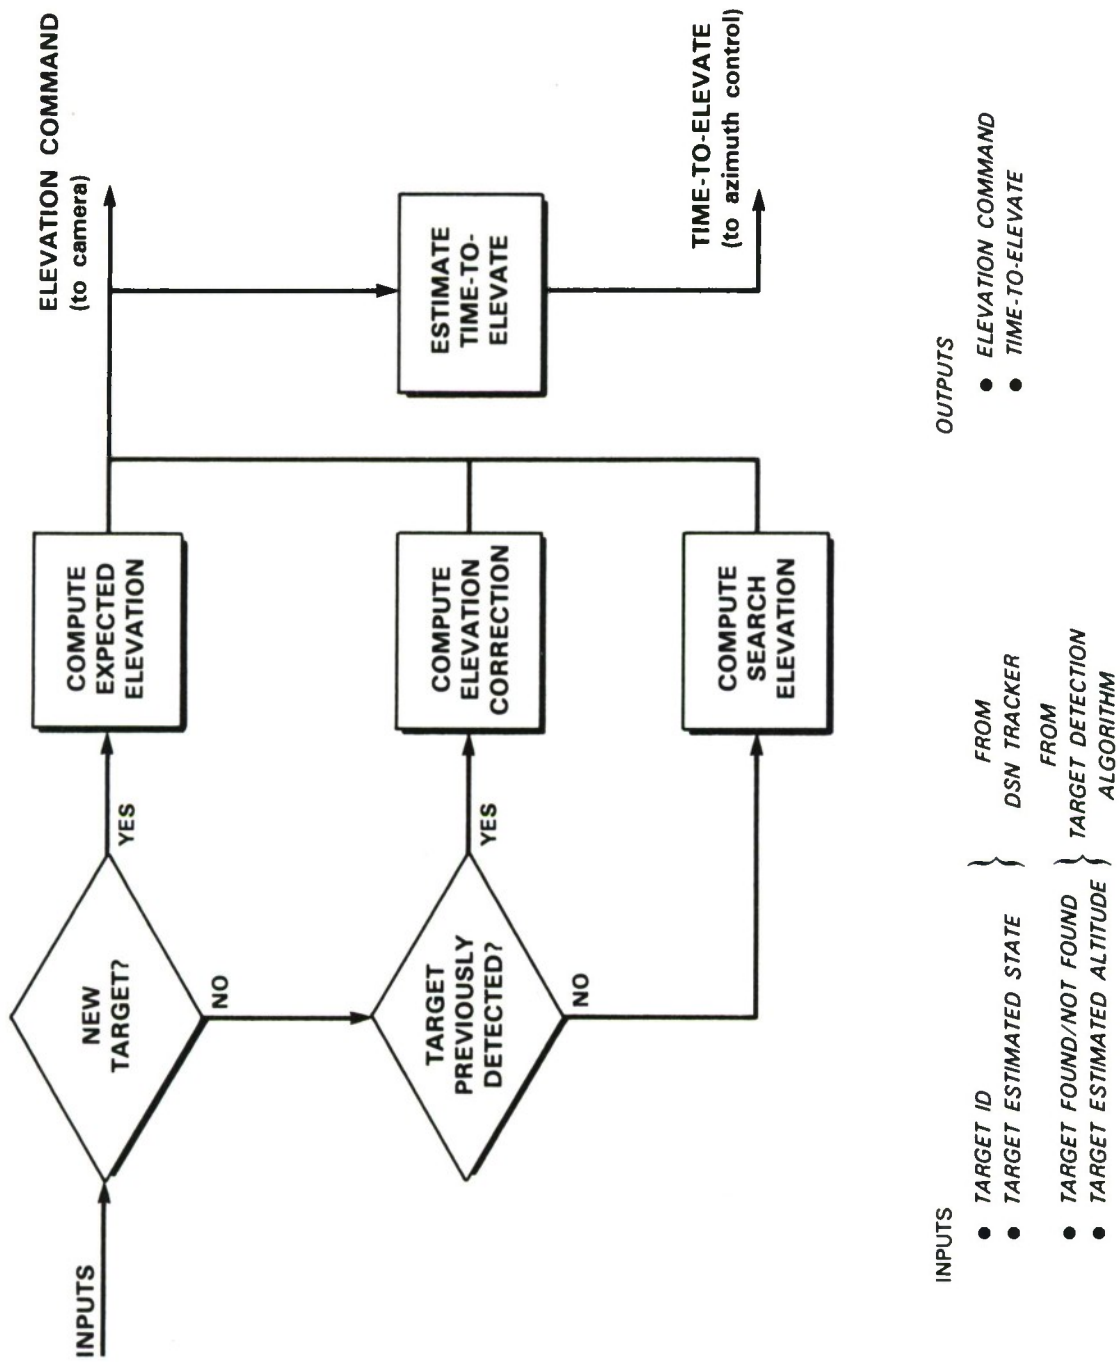 INPUTS
NEW
TARGET?
YES
NO
COMPUTE
EXPECTED
ELEVATION
ELEVATION COMMAND
(to camera)
TARGET
PREVIOUSLY
DETECTED?
YES
NO
COMPUTE
ELEVATION
CORRECTION
ESTIMATE
TIME-TO-
ELEVATE
COMPUTE
SEARCH
ELEVATION
TIME-TO-ELEVATE
(to azimuth control)
INPUTS
● TARGET ID
● TARGET ESTIMATED STATE
} FROM
DSN TRACKER
● TARGET FOUND/NOT FOUND
● TARGET ESTIMATED ALTITUDE
} FROM
TARGET DETECTION
ALGORITHM
OUTPUTS
● ELEVATION COMMAND
● TIME-TO-ELEVATE